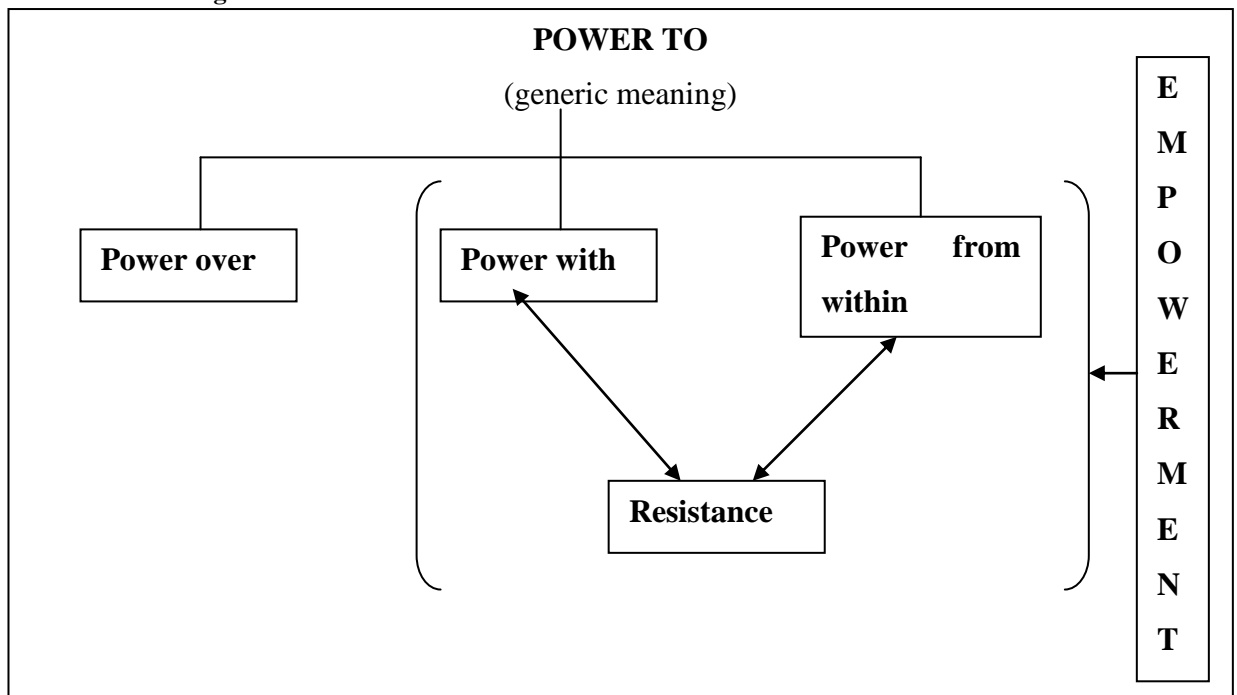 POWER TO
(generic meaning)
Power over
Power with
Power from
within
Resistance
E
M
P
O
W
E
R
M
E
N
T